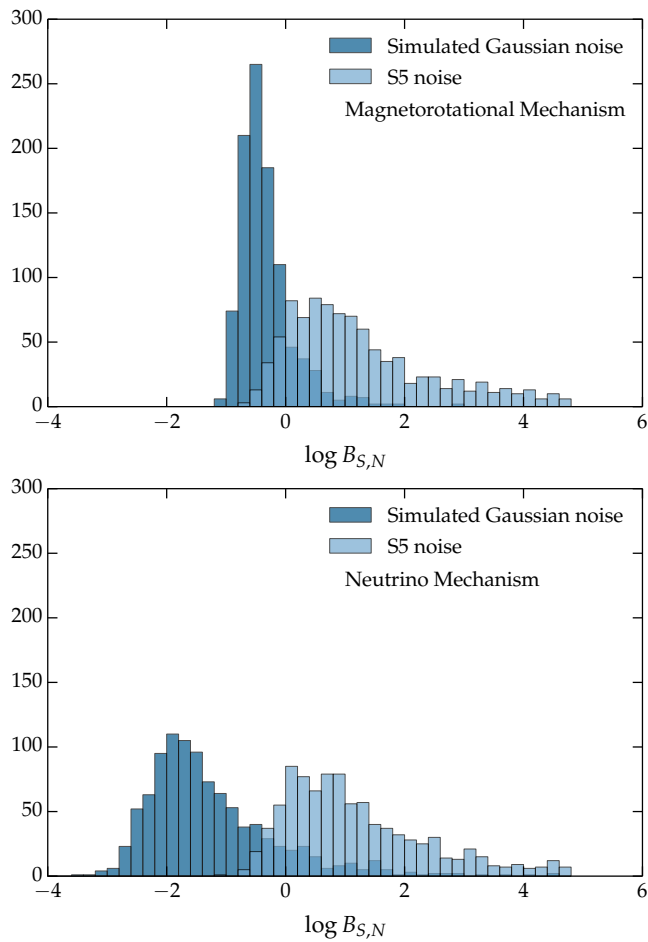 300
250
200
150
100
50
0
Simulated Gaussian noise
S5 noise
Magnetorotational Mechanism
−4 −2 0 2 4 6
log B_{S,N}
300
250
200
150
100
50
0
Simulated Gaussian noise
S5 noise
Neutrino Mechanism
−4 −2 0 2 4 6
log B_{S,N}